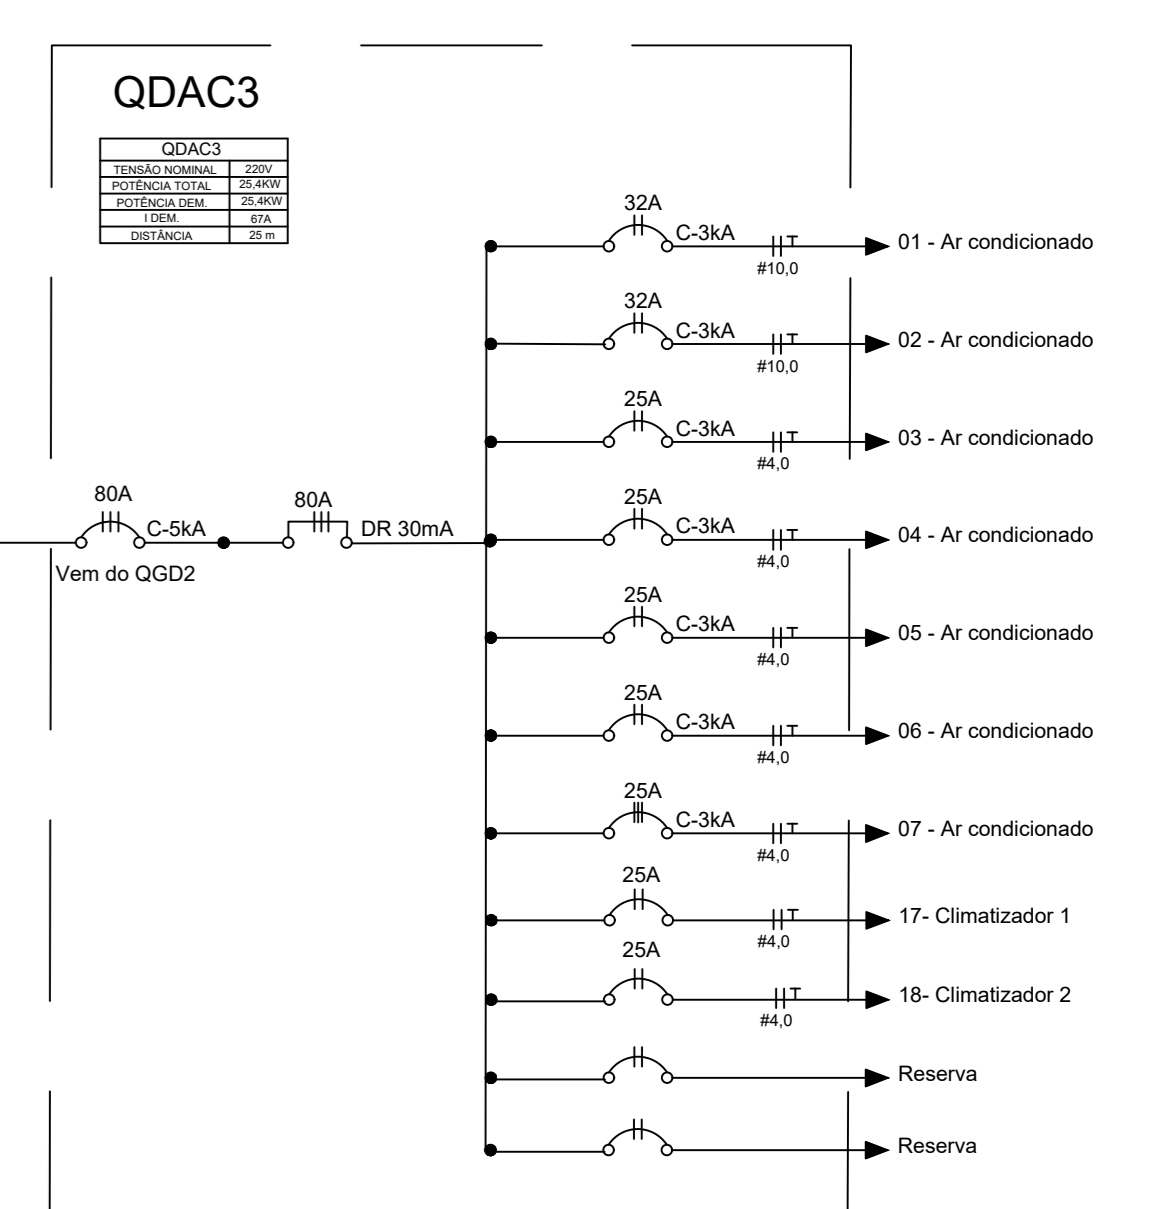 QDAC3
QDAC3
TENSÃO NOMINAL 220V
POTÊNCIA TOTAL 25,4KW
POTÊNCIA DEM. 25,4KW
I DEM. 67A
DISTÂNCIA 25 m
32A
C-3kA
#10,0
01 - Ar condicionado
32A
C-3kA
#10,0
02 - Ar condicionado
25A
C-3kA
#4,0
03 - Ar condicionado
80A
C-5kA
Vem do QGD2
80A
DR 30mA
25A
C-3kA
#4,0
04 - Ar condicionado
25A
C-3kA
#4,0
05 - Ar condicionado
25A
C-3kA
#4,0
06 - Ar condicionado
25A
C-3kA
#4,0
07 - Ar condicionado
25A
#4,0
17- Climatizador 1
25A
#4,0
18- Climatizador 2
Reserva
Reserva